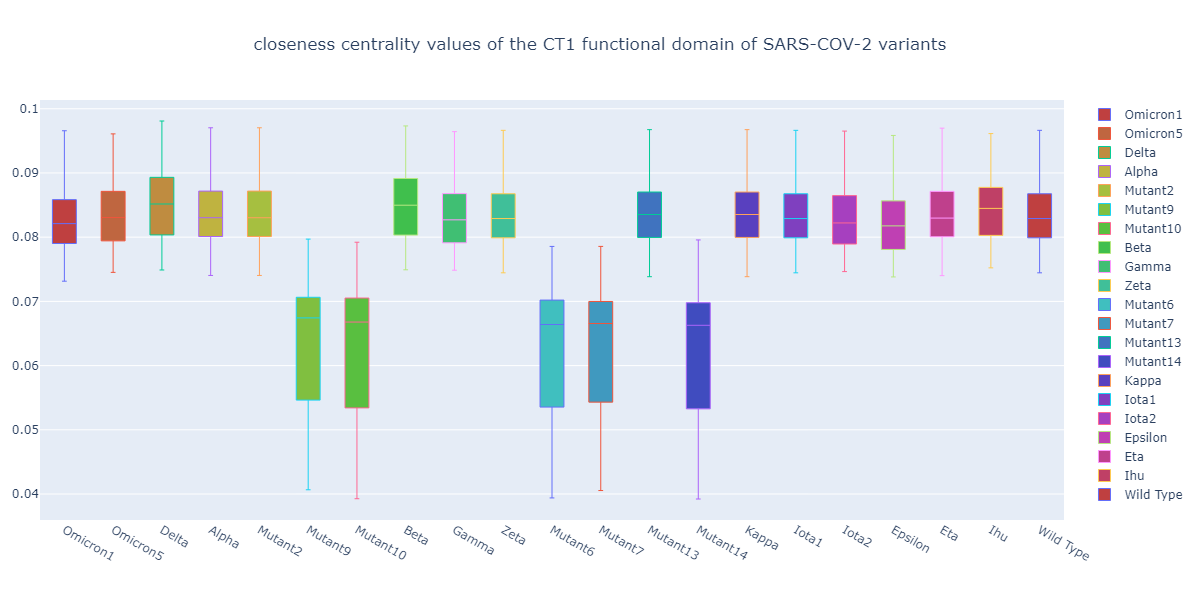 closeness centrality values of the CT1 functional domain of SARS-COV-2 variants
0.1
0.09
0.08
0.07
0.06
0.05
0.04
Omicron1
Omicron5
Delta
Alpha
Mutant2
Mutant9
Mutant10
Beta
Gamma
Zeta
Mutant6
Mutant7
Mutant13
Mutant14
Kappa
Iota1
Iota2
Epsilon
Eta
Ihu
Wild Type
Omicron1
Omicron5
Delta
Alpha
Mutant2
Mutant9
Mutant10
Beta
Gamma
Zeta
Mutant6
Mutant7
Mutant13
Mutant14
Kappa
Iota1
Iota2
Epsilon
Eta
Ihu
Wild Type